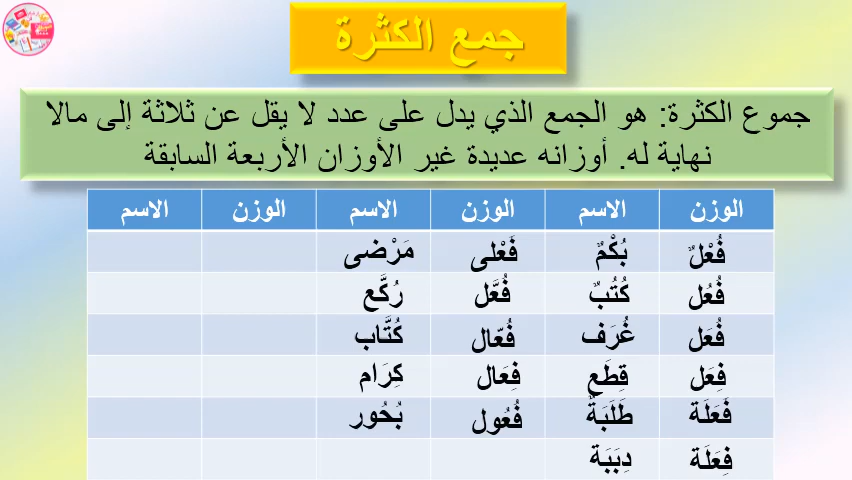 جمع الكثرة
جموع الكثرة: هو الجمع الذي يدل على عدد لا يقل عن ثلاثة إلى مالا
نهاية له. أوزانه عديدة غير الأوزان الأربعة السابقة
الوزن الاسم الوزن الاسم الوزن الاسم
فُعْلٌ بُكْمٌ فَعْلى مَرْضى
فُعُل كُتُبٌ فُعَّل رُكَّع
فُعَل غُرَف فُعّال كُتَّاب
فِعَل قِطَع فِعَال كِرَام
فَعَلَة طَلَبَةٌ فُعُول بُحُور
فِعَلَة دِبَبَة